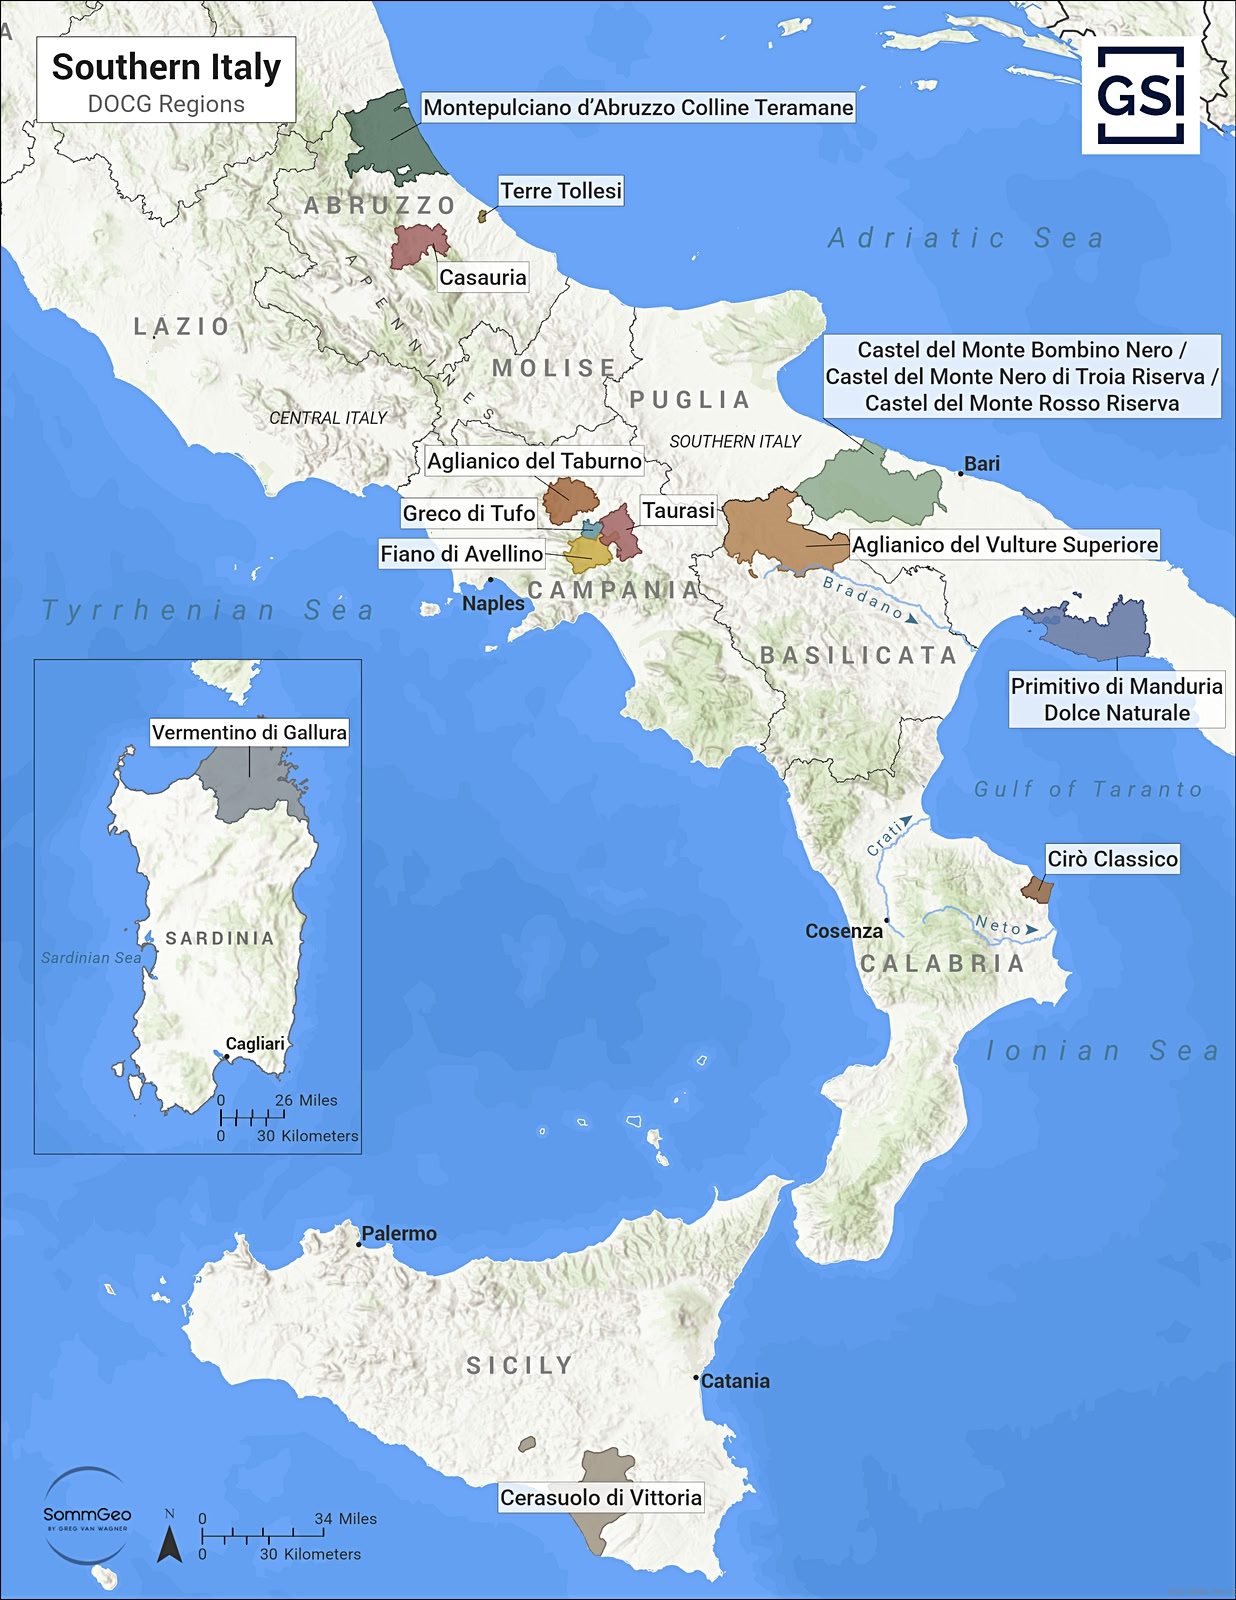 Southern Italy
DOCG Regions
GSI
Montepulciano d’Abruzzo Colline Teramane
Terre Tollesi
ABRUZZO
Casauria
Adriatic Sea
APENNINES
LAZIO
MOLISE
PUGLIA
Castel del Monte Bombino Nero /
Castel del Monte Nero di Troia Riserva /
Castel del Monte Rosso Riserva
CENTRAL ITALY
SOUTHERN ITALY
Aglianico del Taburno
Bari
Greco di Tufo
Taurasi
Fiano di Avellino
Aglianico del Vulture Superiore
CAMPANIA
Naples
Bradano
Tyrrhenian Sea
BASILICATA
Primitivo di Manduria
Dolce Naturale
Vermentino di Gallura
Gulf of Taranto
Crati
Cirò Classico
Neto
Cosenza
CALABRIA
SARDINIA
Sardinian Sea
Cagliari
0 26 Miles
0 30 Kilometers
Ionian Sea
Palermo
SICILY
Catania
Cerasuolo di Vittoria
SommGeo
BY GREG VAN WAGNER
N
0 34 Miles
0 30 Kilometers